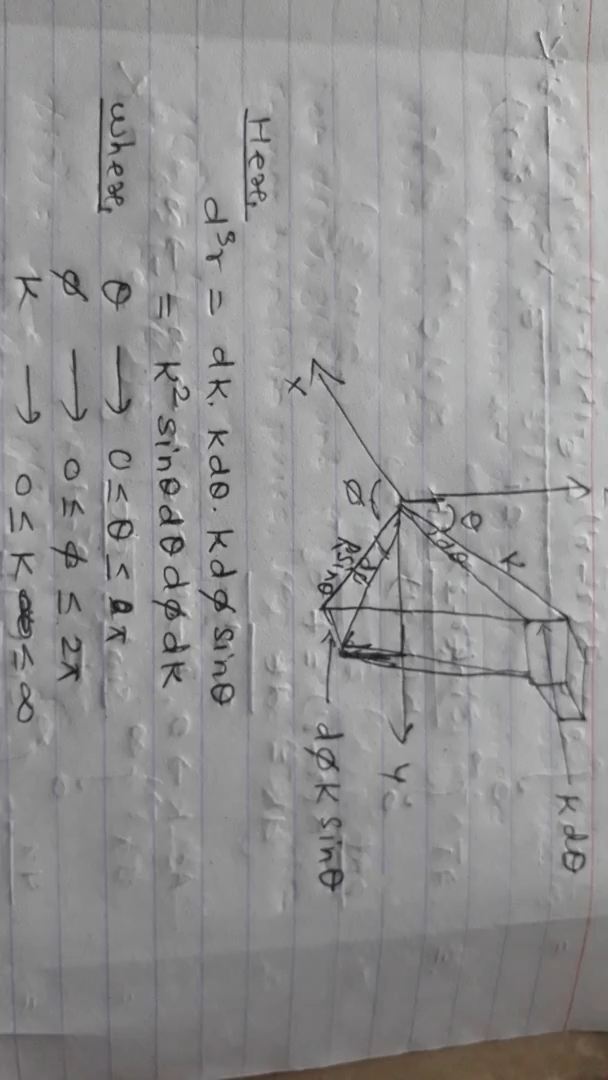 θ
dθ
K
K dθ
X
Y
ϕ
dϕ K sinθ
Here,
d³r = dK. Kdθ. Kdϕ sinθ
= K² sinθ dθ dϕ dK
Where, θ → 0 ≤ θ ≤ π
ϕ → 0 ≤ ϕ ≤ 2π
K → 0 ≤ K ≤ ∞